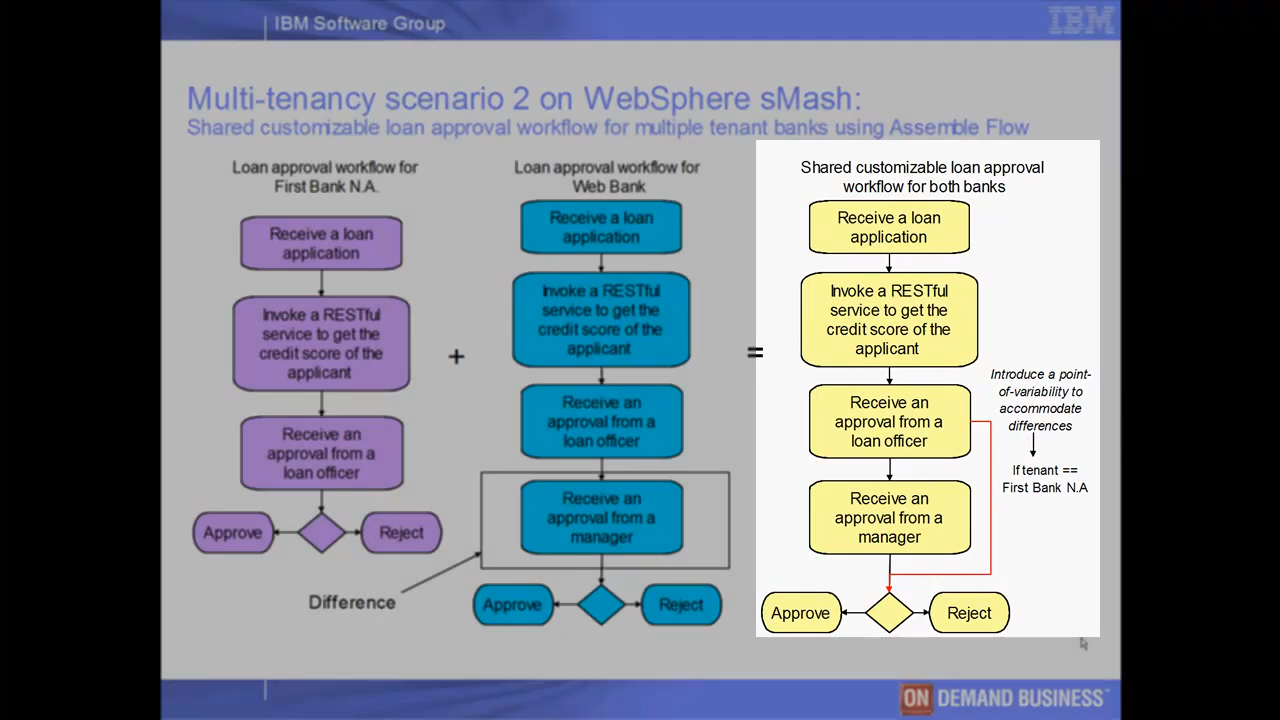 IBM Software Group
IBM
Multi-tenancy scenario 2 on WebSphere sMash:
Shared customizable loan approval workflow for multiple tenant banks using Assemble Flow
Loan approval workflow for
First Bank N.A.
Receive a loan
application
Invoke a RESTful
service to get the
credit score of the
applicant
Receive an
approval from a
loan officer
Approve
Reject
Difference
+
Loan approval workflow for
Web Bank
Receive a loan
application
Invoke a RESTful
service to get the
credit score of the
applicant
Receive an
approval from a
loan officer
Receive an
approval from a
manager
Approve
Reject
=
Shared customizable loan approval
workflow for both banks
Receive a loan
application
Invoke a RESTful
service to get the
credit score of the
applicant
Receive an
approval from a
loan officer
Receive an
approval from a
manager
Approve
Reject
Introduce a point-
of-variability to
accommodate
differences
If tenant ==
First Bank N.A
ON DEMAND BUSINESS™